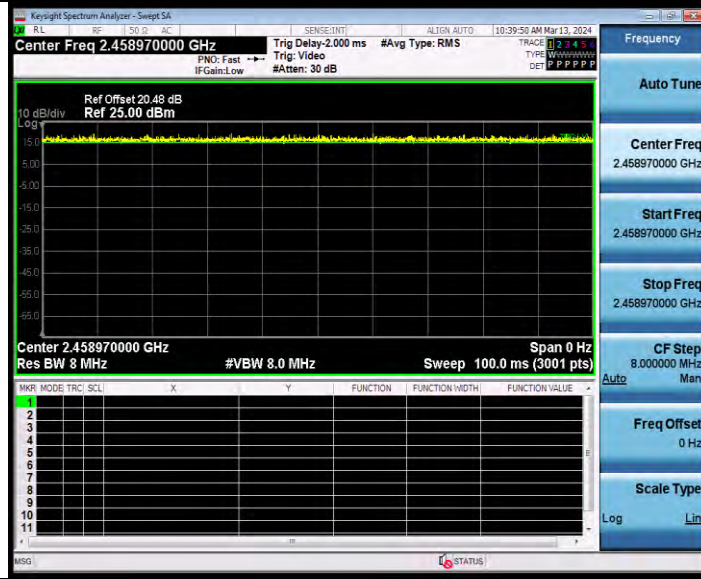 Keysight Spectrum Analyzer - Swept SA
RL RF 50 Ω AC SENSE:INT ALIGN AUTO 10:39:50 AM Mar 13, 2024
Center Freq 2.458970000 GHz
PNO: Fast
IFGain:Low
Trig Delay-2.000 ms
Trig: Video
#Atten: 30 dB
#Avg Type: RMS
TRACE 1 2 3 4 5 6
TYPE W
DET P P P P P P
Ref Offset 20.48 dB
10 dB/div Ref 25.00 dBm
Log
15.0
5.00
-5.00
-15.0
-25.0
-35.0
-45.0
-55.0
-65.0
Center 2.458970000 GHz Span 0 Hz
Res BW 8 MHz #VBW 8.0 MHz Sweep 100.0 ms (3001 pts)
MKR MODE TRC SCL X Y FUNCTION FUNCTION WIDTH FUNCTION VALUE
1
2
3
4
5
6
7
8
9
10
11
MSG STATUS
Frequency
Auto Tune
Center Freq
2.458970000 GHz
Start Freq
2.458970000 GHz
Stop Freq
2.458970000 GHz
CF Step
8.000000 MHz
Auto Man
Freq Offset
0 Hz
Scale Type
Log Lin